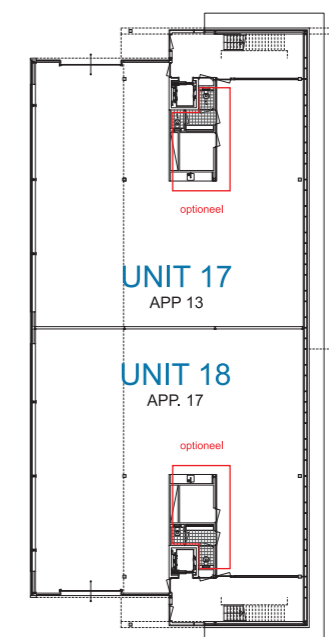 optioneel
UNIT 17
APP 13
UNIT 18
APP. 17
optioneel